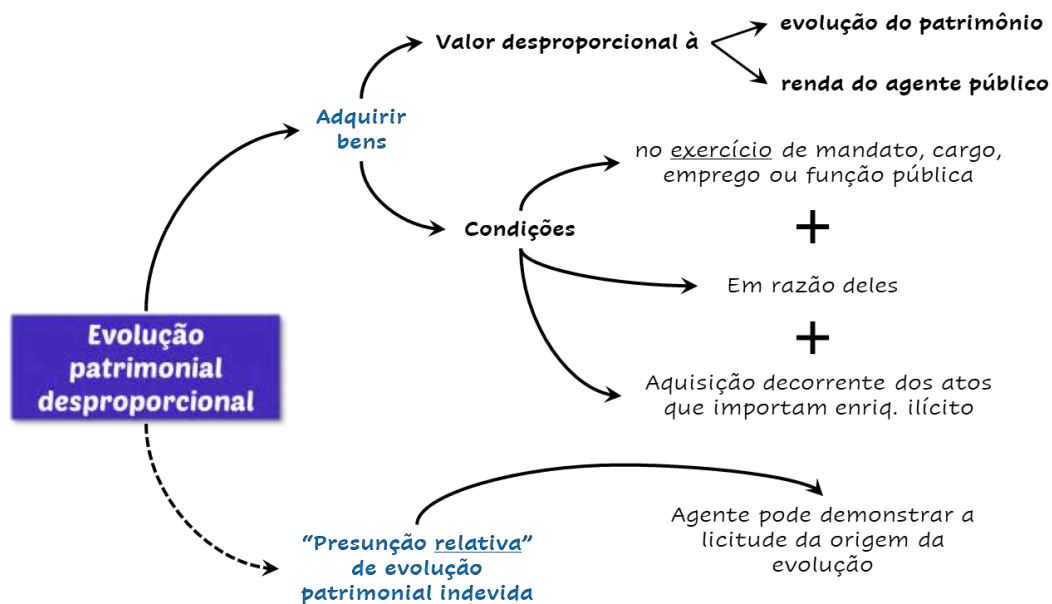 Valor desproporcional à
evolução do patrimônio
renda do agente público
Adquirir
bens
no exercício de mandato, cargo,
emprego ou função pública
+
Condições
Em razão deles
+
Aquisição decorrente dos atos
que importam enriq. ilícito
Evolução
patrimonial
desproporcional
"Presunção relativa"
de evolução
patrimonial indevida
Agente pode demonstrar a
licitude da origem da
evolução